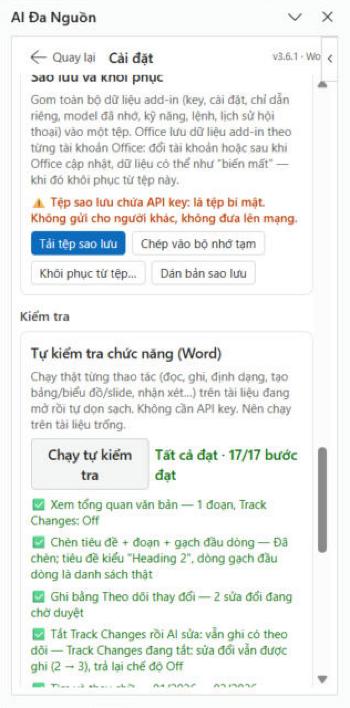 AI Đa Nguồn
Quay lại Cài đặt v3.6.1 · Wo
Sao lưu và khôi phục
Gom toàn bộ dữ liệu add-in (key, cài đặt, chỉ dẫn
riêng, model đã nhớ, kỹ năng, lệnh, lịch sử hội
thoại) vào một tệp. Office lưu dữ liệu add-in theo
từng tài khoản Office: đổi tài khoản hoặc sau khi
Office cập nhật, dữ liệu có thể như "biến mất" —
khi đó khôi phục từ tệp này.
⚠️ Tệp sao lưu chứa API key: là tệp bí mật.
Không gửi cho người khác, không đưa lên mạng.
Tải tệp sao lưu Chép vào bộ nhớ tạm
Khôi phục từ tệp... Dán bản sao lưu
Kiểm tra
Tự kiểm tra chức năng (Word)
Chạy thật từng thao tác (đọc, ghi, định dạng, tạo
bảng/biểu đồ/slide, nhận xét...) trên tài liệu đang
mở rồi tự dọn sạch. Không cần API key. Nên chạy
trên tài liệu trống.
Chạy tự kiểm
tra
Tất cả đạt · 17/17 bước
đạt
✅ Xem tổng quan văn bản — 1 đoạn, Track
Changes: Off
✅ Chèn tiêu đề + đoạn + gạch đầu dòng — Đã
chèn; tiêu đề kiểu "Heading 2", dòng gạch đầu
dòng là danh sách thật
✅ Ghi bằng Theo dõi thay đổi — 2 sửa đổi đang
chờ duyệt
✅ Tắt Track Changes rồi AI sửa: vẫn ghi có theo
dõi — Track Changes đang tắt: sửa đổi vẫn được
ghi (2 → 3), trả lại chế độ Off